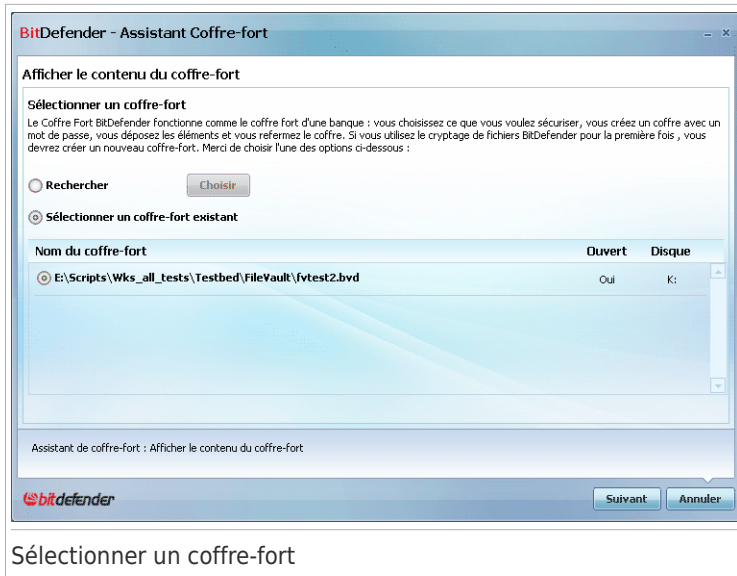 BitDefender - Assistant Coffre-fort
Afficher le contenu du coffre-fort
Sélectionner un coffre-fort
Le Coffre Fort BitDefender fonctionne comme le coffre fort d'une banque : vous choisissez ce que vous voulez sécuriser, vous créez un coffre avec un
mot de passe, vous déposez les éléments et vous refermez le coffre. Si vous utilisez le cryptage de fichiers BitDefender pour la première fois , vous
devrez créer un nouveau coffre-fort. Merci de choisir l'une des options ci-dessous :
Rechercher Choisir
Sélectionner un coffre-fort existant
Nom du coffre-fort Ouvert Disque
E:\Scripts\Wks_all_tests\Testbed\FileVault\fvtest2.bvd Oui K:
Assistant de coffre-fort : Afficher le contenu du coffre-fort
bitdefender Suivant Annuler
Sélectionner un coffre-fort